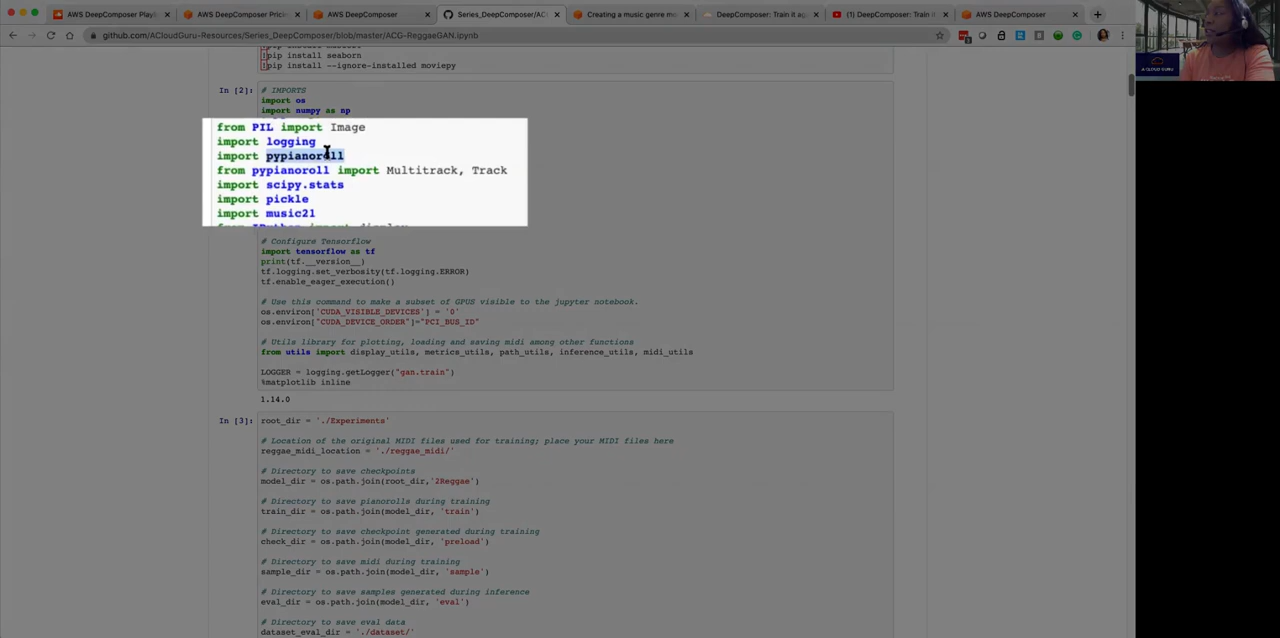 AWS DeepComposer Playli
AWS DeepComposer Pricin
AWS DeepComposer
Series_DeepComposer/AC
Creating a music genre mo
DeepComposer: Train it aga
(1) DeepComposer: Train it
AWS DeepComposer
github.com/ACloudGuru-Resources/Series_DeepComposer/blob/master/ACG-ReggaeGAN.ipynb
!pip install seaborn
!pip install --ignore-installed moviepy
In [2]:
# IMPORTS
import os
import numpy as np
from PIL import Image
import logging
import pypianoroll
from pypianoroll import Multitrack, Track
import scipy.stats
import pickle
import music21
from IPython import display
# Configure Tensorflow
import tensorflow as tf
print(tf.__version__)
tf.logging.set_verbosity(tf.logging.ERROR)
tf.enable_eager_execution()
# Use this command to make a subset of GPUS visible to the jupyter notebook.
os.environ['CUDA_VISIBLE_DEVICES'] = '0'
os.environ["CUDA_DEVICE_ORDER"]="PCI_BUS_ID"
# Utils library for plotting, loading and saving midi among other functions
from utils import display_utils, metrics_utils, path_utils, inference_utils, midi_utils
LOGGER = logging.getLogger("gan.train")
%matplotlib inline
1.14.0
In [3]:
root_dir = './Experiments'
# Location of the original MIDI files used for training; place your MIDI files here
reggae_midi_location = './reggae_midi/'
# Directory to save checkpoints
model_dir = os.path.join(root_dir,'2Reggae')
# Directory to save pianorolls during training
train_dir = os.path.join(model_dir, 'train')
# Directory to save checkpoint generated during training
check_dir = os.path.join(model_dir, 'preload')
# Directory to save midi during training
sample_dir = os.path.join(model_dir, 'sample')
# Directory to save samples generated during inference
eval_dir = os.path.join(model_dir, 'eval')
# Directory to save eval data
dataset_eval_dir = './dataset/'
A CLOUD GURU